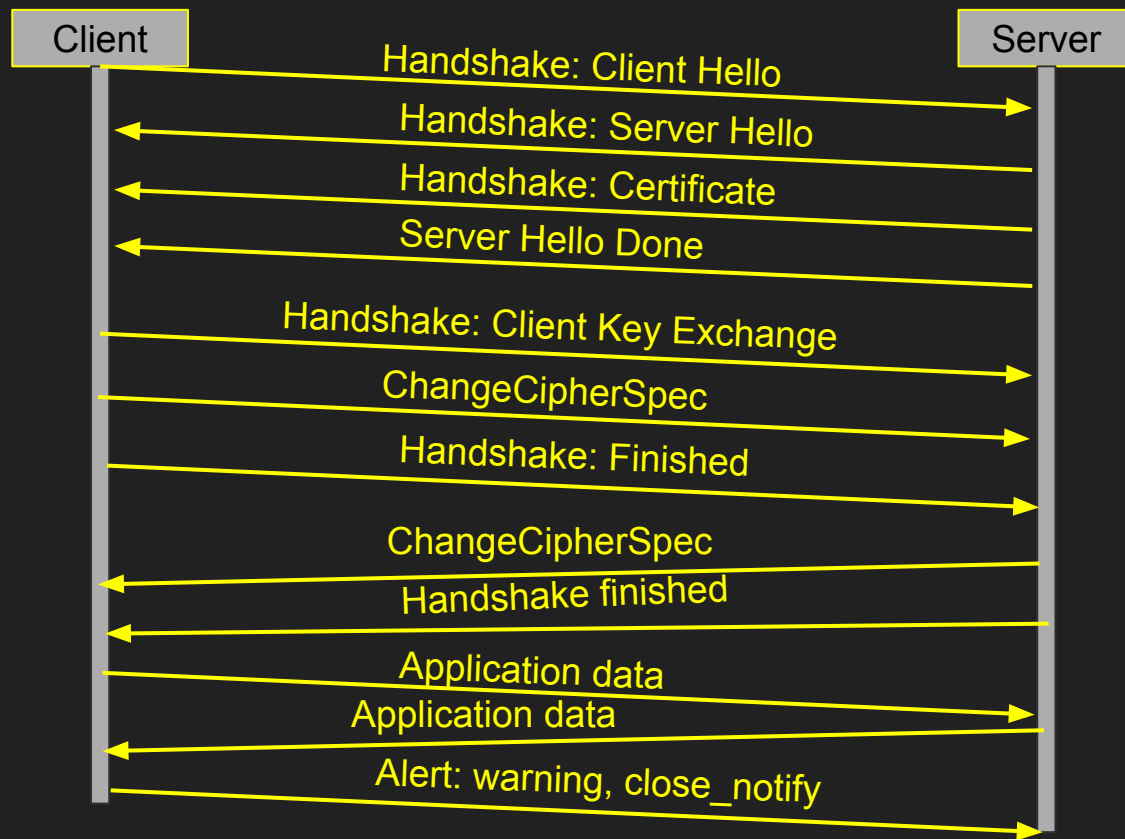 Client
Server
Handshake: Client Hello
Handshake: Server Hello
Handshake: Certificate
Server Hello Done
Handshake: Client Key Exchange
ChangeCipherSpec
Handshake: Finished
ChangeCipherSpec
Handshake finished
Application data
Application data
Alert: warning, close_notify